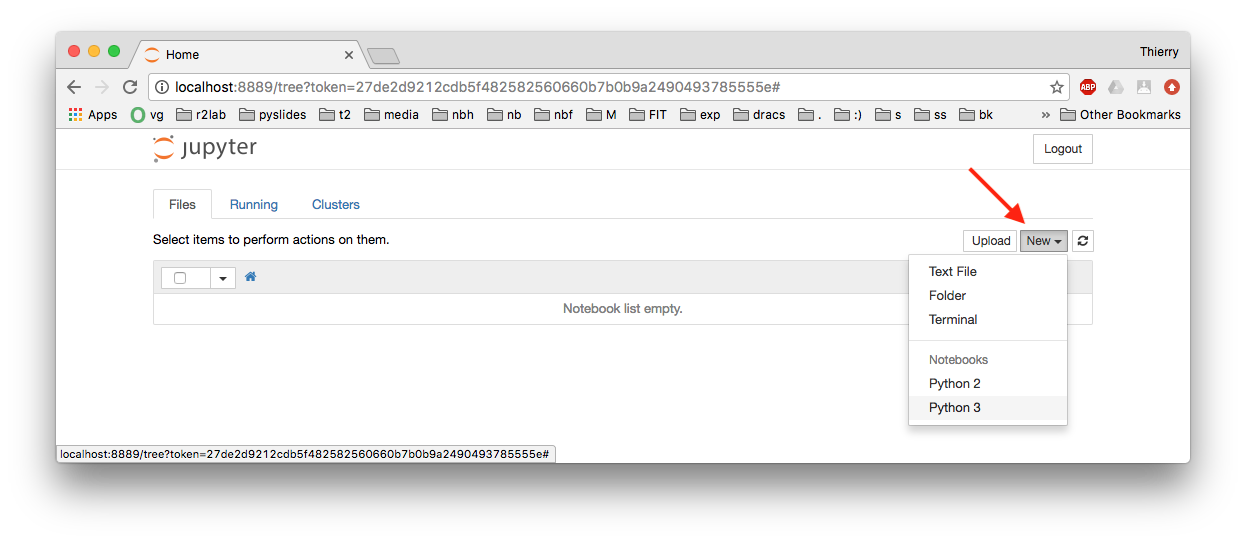 Home
Thierry
localhost:8889/tree?token=27de2d9212cdb5f482582560660b7b0b9a2490493785555e#
ABP
Apps vg r2lab pyslides t2 media nbh nb nbf M FIT exp dracs . :) s ss bk » Other Bookmarks
jupyter
Logout
Files Running Clusters
Select items to perform actions on them.
Upload New
Text File
Folder
Terminal
Notebook list empty.
Notebooks
Python 2
Python 3
localhost:8889/tree?token=27de2d9212cdb5f482582560660b7b0b9a2490493785555e#